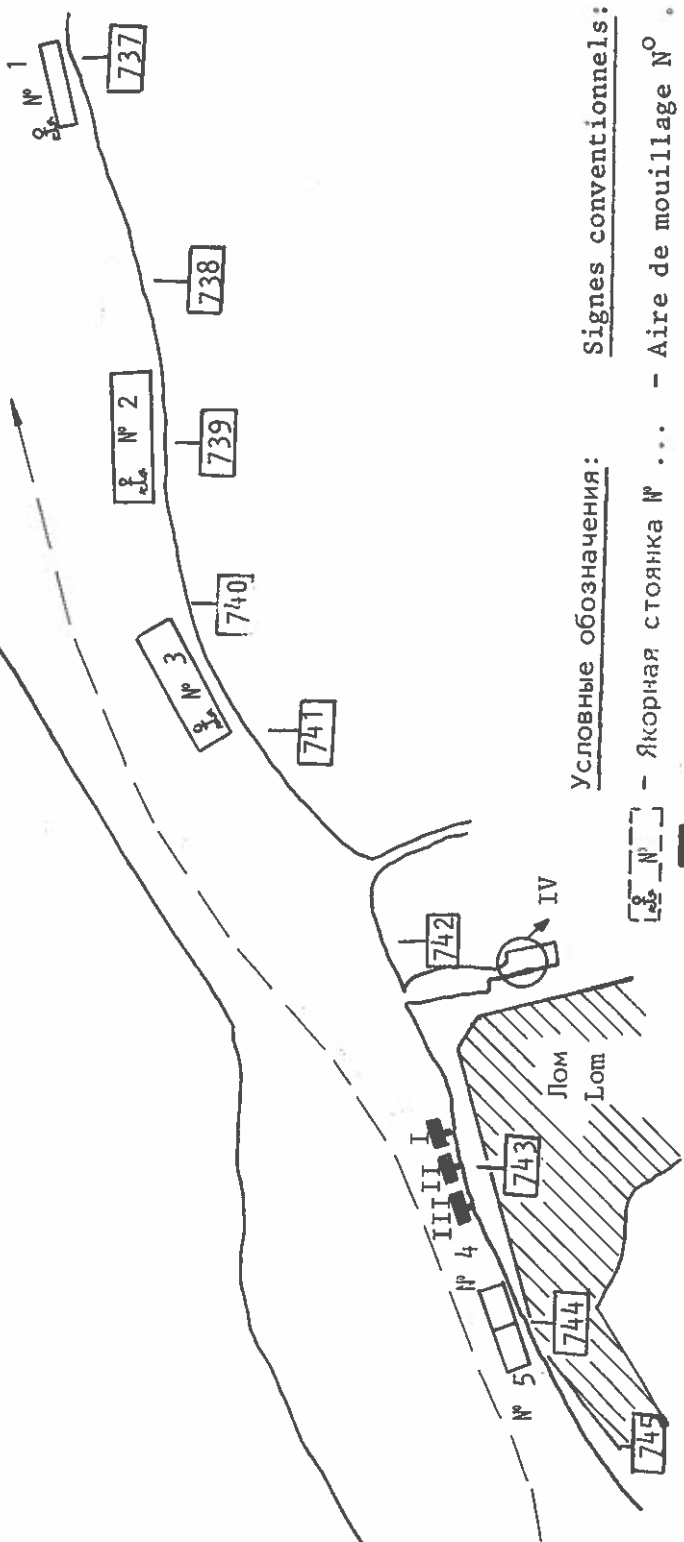 № 1
737
738
№ 2
739
740
№ 3
741
742
IV
I
II
III
743
№ 4
744
№ 5
745
Лом
Lom
Условные обозначения:
Signes conventionnels:
№ - Якорная стоянка № ... - Aire de mouillage N° .